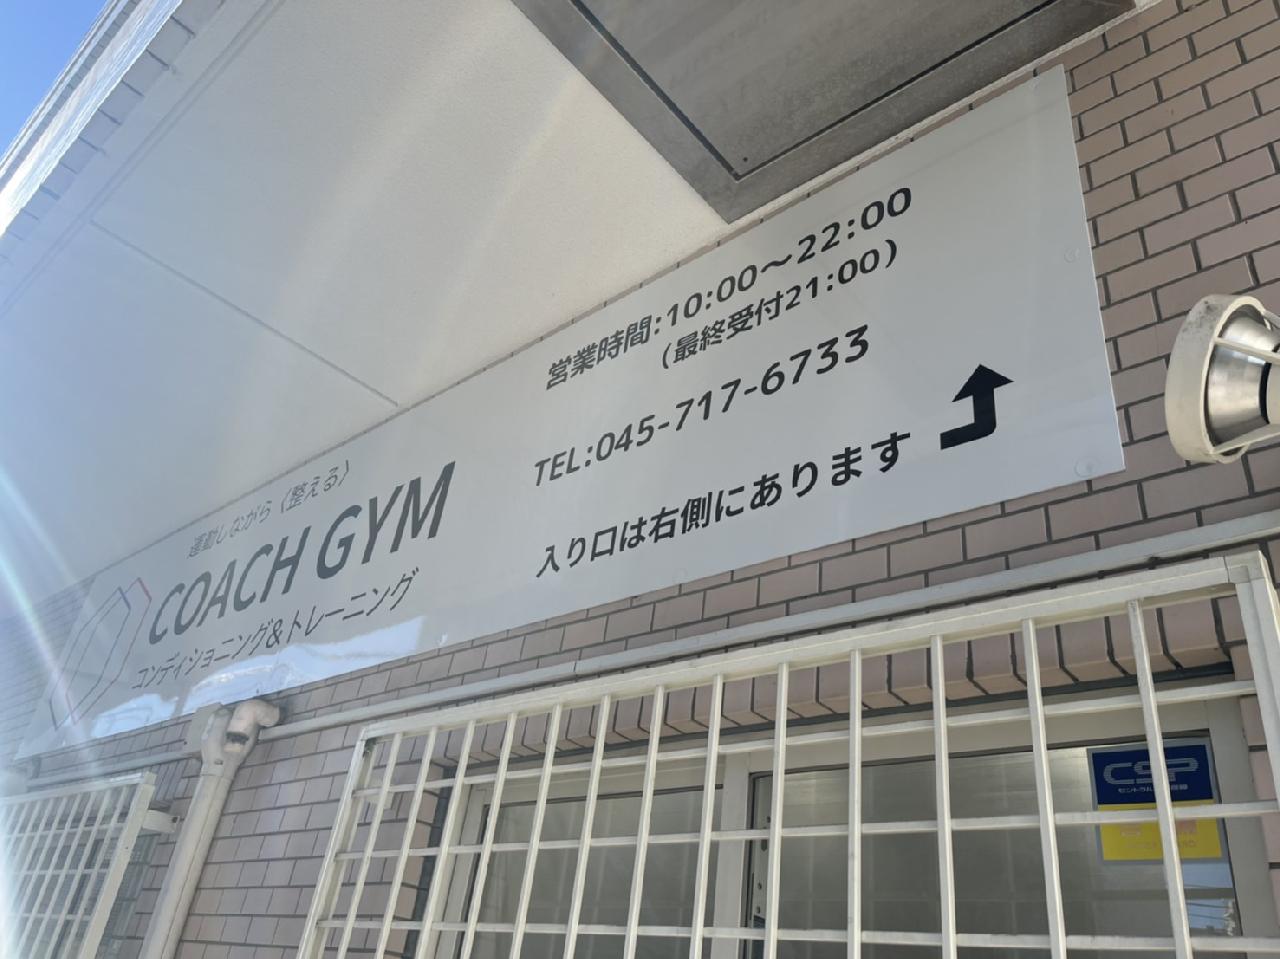 運動しながら〈整える〉
COACH GYM
コンディショニング&トレーニング
営業時間:10:00～22:00
(最終受付21:00)
TEL:045-717-6733
入り口は右側にあります
CSP